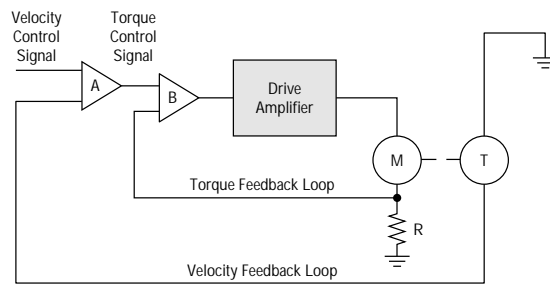 Velocity
Control
Signal
Torque
Control
Signal
A
B
Drive
Amplifier
M
T
Torque Feedback Loop
R
Velocity Feedback Loop